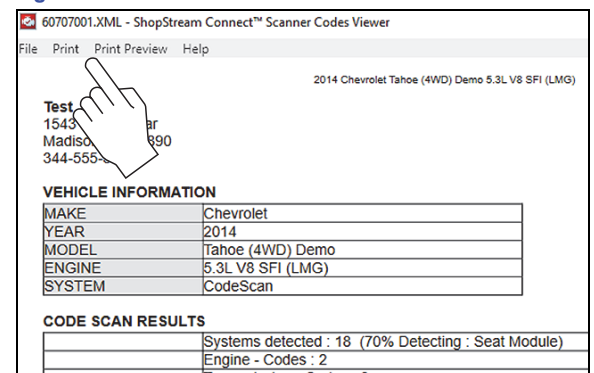 60707001.XML - ShopStream Connect™ Scanner Codes Viewer
File Print Print Preview Help
2014 Chevrolet Tahoe (4WD) Demo 5.3L V8 SFI (LMG)
Test
1543 ar
390
344-555-
VEHICLE INFORMATION
MAKE Chevrolet
YEAR 2014
MODEL Tahoe (4WD) Demo
ENGINE 5.3L V8 SFI (LMG)
SYSTEM CodeScan
CODE SCAN RESULTS
Systems detected : 18 (70% Detecting : Seat Module)
Engine - Codes : 2